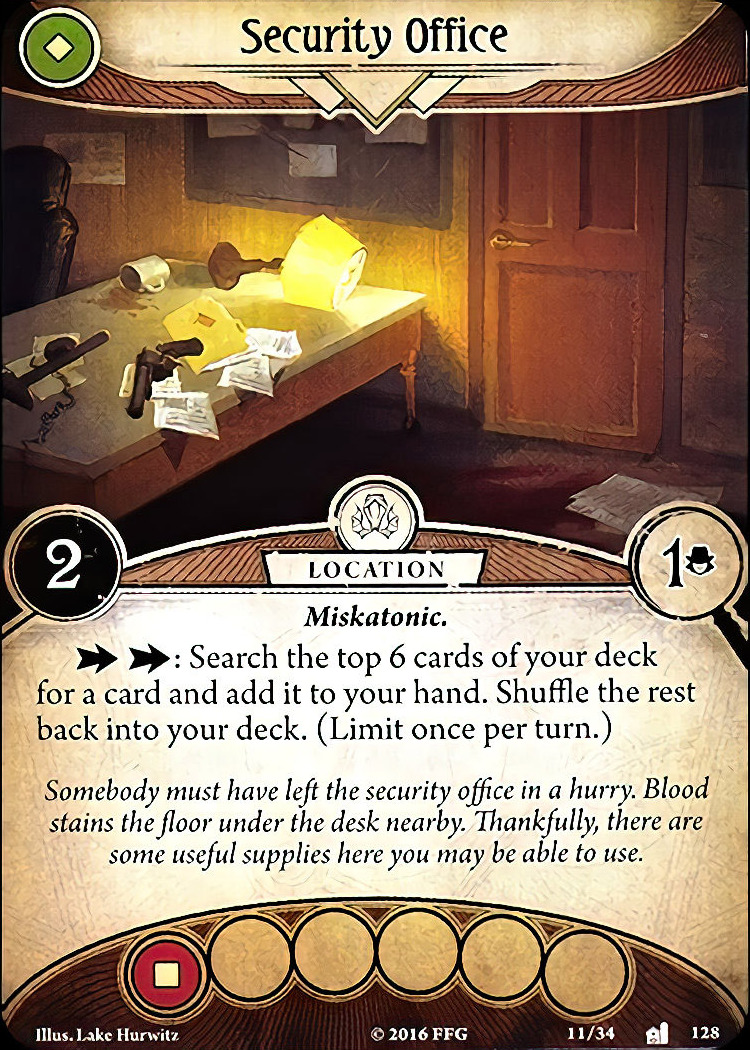 Security Office
2
LOCATION
1
Miskatonic.
: Search the top 6 cards of your deck
for a card and add it to your hand. Shuffle the rest
back into your deck. (Limit once per turn.)
Somebody must have left the security office in a hurry. Blood
stains the floor under the desk nearby. Thankfully, there are
some useful supplies here you may be able to use.
Illus. Lake Hurwitz
© 2016 FFG
11/34
128